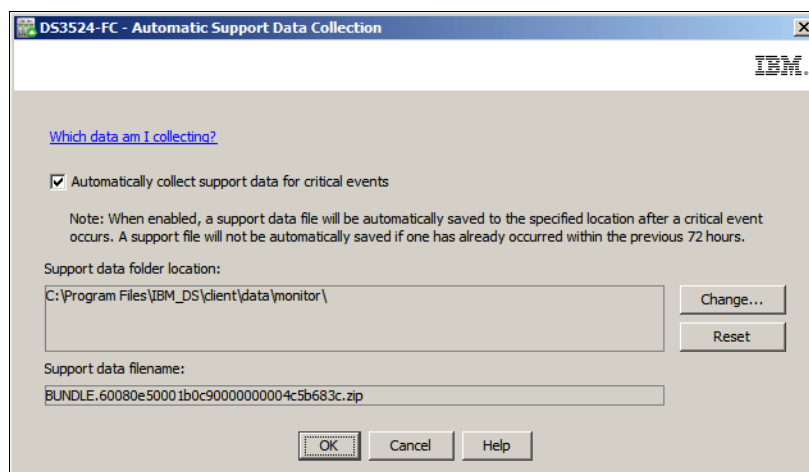 DS3524-FC - Automatic Support Data Collection
IBM.
Which data am I collecting?
Automatically collect support data for critical events
Note: When enabled, a support data file will be automatically saved to the specified location after a critical event
occurs. A support file will not be automatically saved if one has already occurred within the previous 72 hours.
Support data folder location:
C:\Program Files\IBM_DS\client\data\monitor\
Change...
Reset
Support data filename:
BUNDLE.60080e50001b0c90000000004c5b683c.zip
OK
Cancel
Help